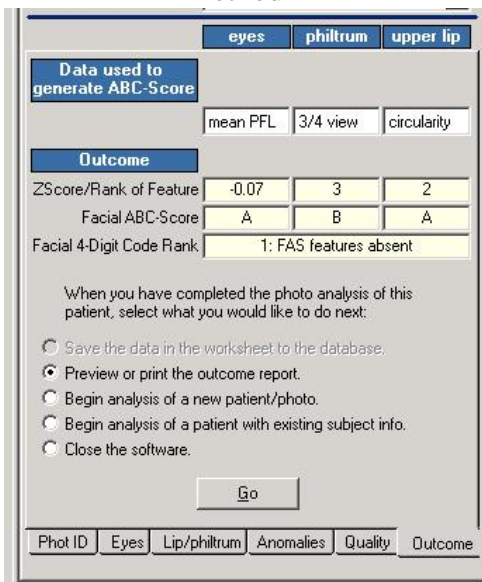 eyes philtrum upper lip
Data used to
generate ABC-Score
mean PFL 3/4 view circularity
Outcome
ZScore/Rank of Feature -0.07 3 2
Facial ABC-Score A B A
Facial 4-Digit Code Rank 1: FAS features absent
When you have completed the photo analysis of this
patient, select what you would like to do next:
Save the data in the worksheet to the database.
Preview or print the outcome report.
Begin analysis of a new patient/photo.
Begin analysis of a patient with existing subject info.
Close the software.
Go
Phot ID Eyes Lip/philtrum Anomalies Quality Outcome